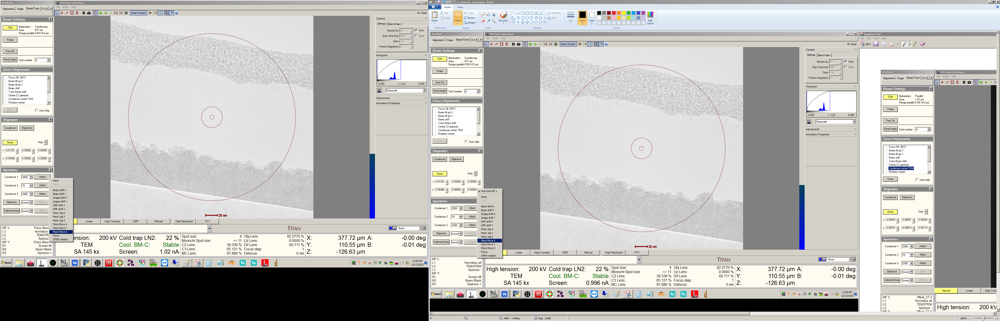 Workset
TEM User Interface
Alignments Stage Beam/Tune STI
File Mode Help
Insert Screen
Close
Beam Settings
TEM Illumination Condensing
Area 477 nm
Range parallel 0.54-14.5 µm
Probe
Free Ctrl
Reset beam Spot number 4
Direct Alignments
Focus Slit [INT]
Beam tilt pp X
Beam tilt pp Y
Beam shift
Tomo Beam shift
Center C2 aperture
Condenser center TEM
Rotation center
Done Auto help
Stigmator
Condenser Objective
None Step:
x 0.01291 0.00000 0.00000
y 0.05486 0.00000 0.00000
Apertures
Condenser 1 2000 Adjust
Condenser 2 70 Adjust
Condenser 3 2000 Adjust
Objective [none] Adjust
Selected Area [none] Adjust
None
Clear
Beam shift X
Beam shift Y
Image shift X
Image shift Y
Diffr shift X
Diffr shift Y
Piezo Jog X
Piezo Jog Y
Piezo Jog Z
Piezo Move X
Piezo Move Y
Piezo Move Z
Focus
STEM rotation
Camera
Settings Bias & Gain
Sensitivity: 11 Auto
Exp. time [ms]: 100 Dual
Gain: 1.4
Frame integration: 1
Histogram
0.000 γ: 2.22 0.480
Greyscale
Adjustments
Annotation Properties
20 nm
Linear High Contrast HDR Manual High Resolution FFT
MF X: Piezo Move
L1: Normalize
L2: TEM/STE
L3: Spotsiz
MF Y: Piezo Move
R1: Screen lift
R2: Beam Blank
R3: Spotsize +
TITAN
- None -
tension: 200 kV Cold trap LN2: 22 %
TEM Cool. BM-C: Stable
SA 145 kx Screen: 1.02 nA
Spot size: 4 Obj Lens: 82.2770 %
Monochr.Spot size: <= 11 Ltz Lens: 0.0000 %
C2 Lens: 39.336 % Dif Lens: 60.711 %
C3 Lens: 65.121 % Focus step: 1
MC Lens: 97.886 % Defocus: 0 nm
X: 377.72 µm A: -0.00 deg
Y: 110.55 µm B: -0.01 deg
Z: -126.63 µm
Start
12:09 PM
12/12/2025
4_activate_piezo.png - Paint
Home View
Paste Cut
Copy
Clipboard
Select Crop
Resize
Rotate
Image
Tools
Brushes
Outline
Fill
Shapes
Size
Color 1
Color 2
Edit colors
Colors
Workset
TEM User Interface
Alignments Stage Beam/Tune STI
File Mode Help
Insert Screen
Close
Beam Settings
TEM Illumination Condensing
Area 477 nm
Range parallel 0.54-14.5 µm
Probe
Free Ctrl
Reset beam Spot number 4
Direct Alignments
Focus Slit [INT]
Beam tilt pp X
Beam tilt pp Y
Beam shift
Tomo Beam shift
Center C2 aperture
Condenser center TEM
Rotation center
Done Auto help
Stigmator
Condenser Objective
None Step:
x 0.01291 0.00000 0.00000
y 0.05486 0.00000 0.00000
Apertures
Condenser 1 2000 Adjust
Condenser 2 70 Adjust
Condenser 3 2000 Adjust
Objective [none] Adjust
Selected Area [none] Adjust
Auto bind MF y
None
Clear
Beam shift X
Beam shift Y
Image shift X
Image shift Y
Diffr shift X
Diffr shift Y
Piezo Jog X
Piezo Jog Y
Piezo Jog Z
Piezo Move X
Piezo Move Y
Piezo Move Z
Focus
STEM rotation
Camera
Settings Bias & Gain
Sensitivity: 11 Auto
Exp. time [ms]: 100 Dual
Gain: 1.4
Frame integration: 1
Histogram
0.000 γ: 2.22 0.469
Greyscale
Adjustments
Annotation Properties
20 nm
Linear High Contrast HDR Manual High Resolution FFT
MF X:
L1: Normalize all
L2: TEM/STEM
L3: Spotsize -
MF Y:
R1: Screen lift
R2: Beam Blank
R3: Spotsize +
TITAN
- None -
High tension: 200 kV Cold trap LN2: 22 %
TEM Cool. BM-C: Stable
SA 145 kx Screen: 0.996 nA
Spot size: 4 Obj Lens: 82.2770 %
Monochr.Spot size: <= 11 Ltz Lens: 0.0000 %
C2 Lens: 39.336 % Dif Lens: 60.711 %
C3 Lens: 65.121 % Focus step: 1
MC Lens: 97.886 % Defocus: 0 nm
X: 377.72 µm A: -0.00 deg
Y: 110.55 µm B: -0.01 deg
Z: -126.63 µm
Start
12:08 PM
12/12/2025
Snipping Tool
File Edit Tools Help
New
Workset
TEM User Interface
Alignments Stage Beam/Tune STI
File Mode Help
Beam Settings
TEM Illumination Parallel
Area 1.41 µm
Range parallel 0.54-14.5 µm
Probe
Free Ctrl
Reset beam Spot number 4
Direct Alignments
Focus Slit [INT]
Beam tilt pp X
Beam tilt pp Y
Beam shift
Tomo Beam shift
Center C2 aperture
Condenser center TEM
Rotation center
Done Auto help
Stigmator
Condenser Objective
None Step:
x -0.00083 0.00502 0.00260
y 0.00018 -0.00819 0.00119
Apertures
Condenser 1 2000 Adjust
Condenser 2 70 Adjust
Condenser 3 2000 Adjust
Objective [none] Adjust
Selected Area [none] Adjust
Natural Linear High Cont
MF X: Offset_CT X
L1: Normalize all
L2: TEM/STEM
L3: Spotsize -
High tension: 200 kV
4480 × 1440px
Size: 1.6MB
100%